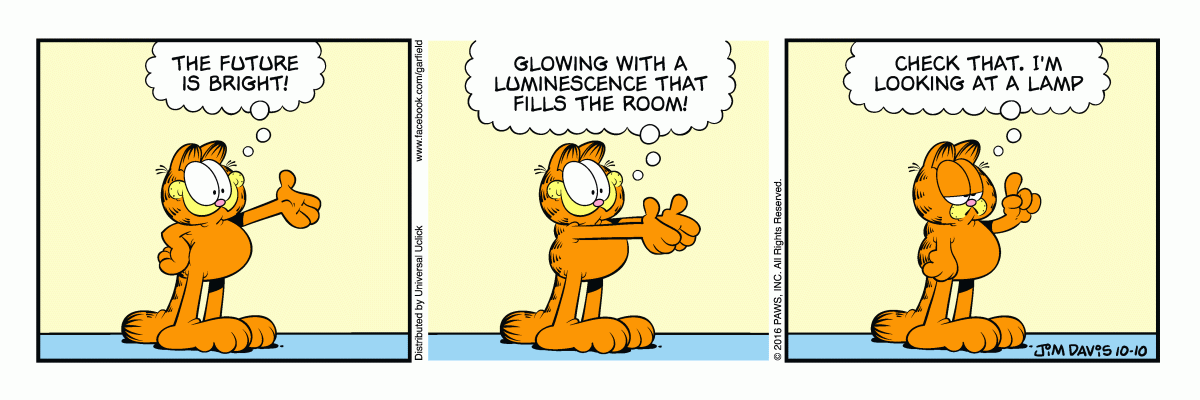 THE FUTURE
IS BRIGHT!
www.facebook.com/garfield
Distributed by Universal Uclick
GLOWING WITH A
LUMINESCENCE THAT
FILLS THE ROOM!
© 2016 PAWS, INC. All Rights Reserved.
CHECK THAT. I'M
LOOKING AT A LAMP
JIM DAVIS 10-10